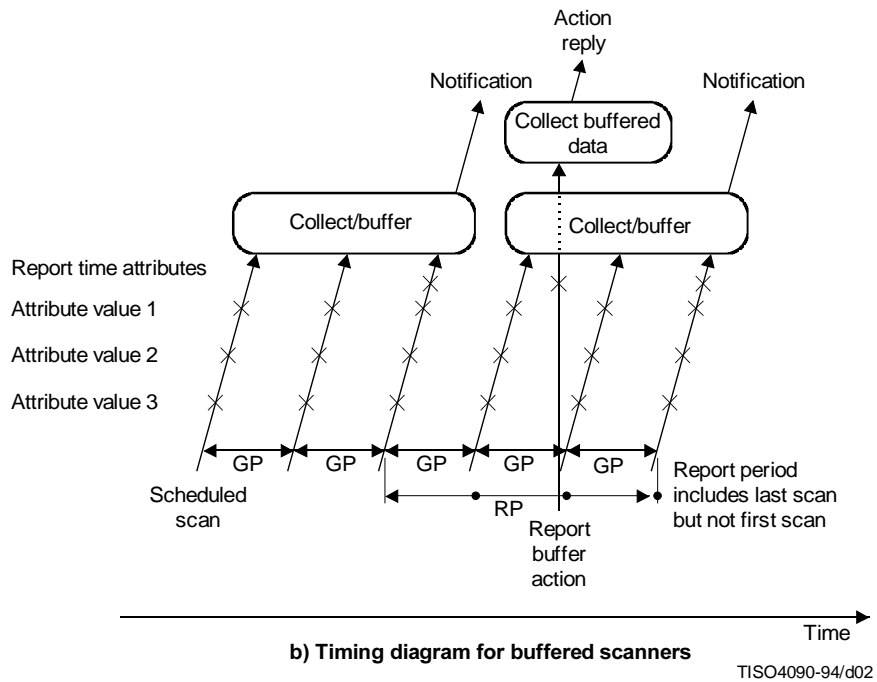 Action
reply
Notification
Notification
Collect buffered
data
Collect/buffer
Collect/buffer
Report time attributes
Attribute value 1
Attribute value 2
Attribute value 3
GP
GP
GP
GP
GP
Scheduled
scan
RP
Report
buffer
action
Report period
includes last scan
but not first scan
Time
b) Timing diagram for buffered scanners
TISO4090-94/d02